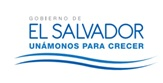 GOBIERNO DE
EL SALVADOR
UNÁMONOS PARA CRECER